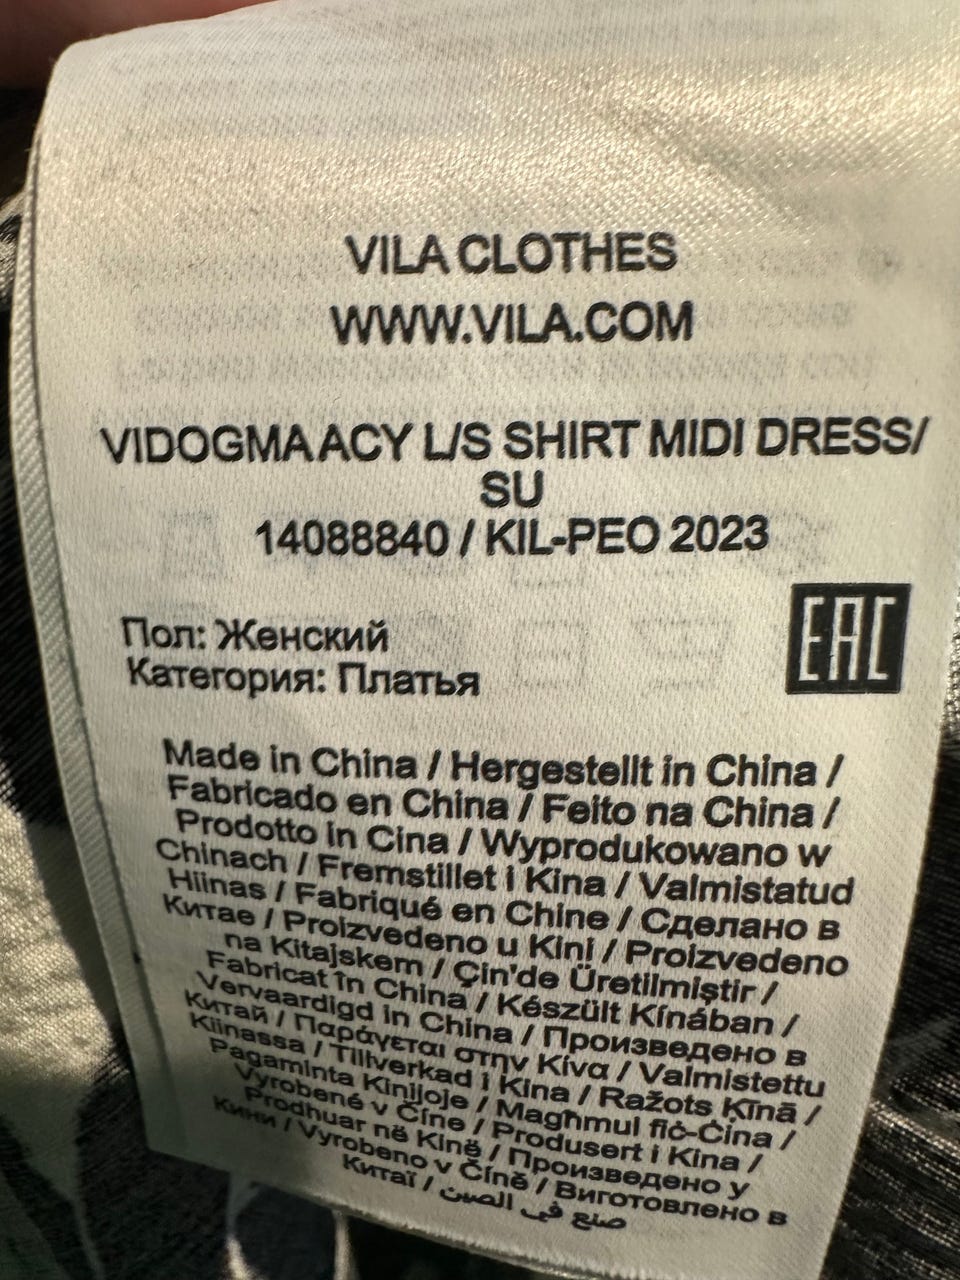 VILA CLOTHES
WWW.VILA.COM
VIDOGMA ACY L/S SHIRT MIDI DRESS/
SU
14088840 / KIL-PEO 2023
Пол: Женский
Категория: Платья
EAC
Made in China / Hergestellt in China /
Fabricado en China / Feito na China /
Prodotto in Cina / Wyprodukowano w
Chinach / Fremstillet i Kina / Valmistatud
Hiinas / Fabriqué en Chine / Сделано в
Китае / Proizvedeno u Kini / Proizvedeno
na Kitajskem / Çin'de Üretilmiştir /
Fabricat în China / Készült Kínában /
Vervaardigd in China / Произведено в
Китай / Παράγεται στην Κίνα / Valmistettu
Kiinassa / Tillverkad i Kina / Ražots Ķīnā /
Pagaminta Kinijoje / Magħmul fiċ-Ċina /
Vyrobené v Číne / Produsert i Kina /
Prodhuar në Kinë / Произведено у
Кини / Vyrobeno v Číně / Виготовлено в
Китаї / صنع في الصين